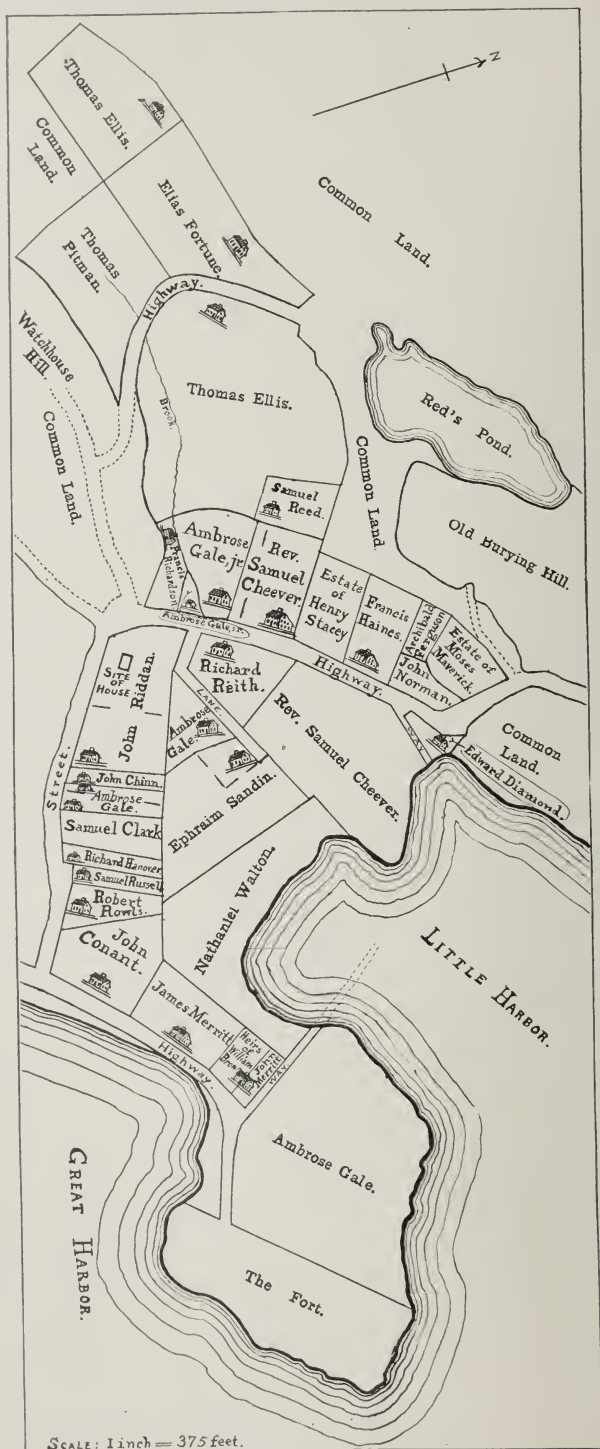 N
Thomas Ellis.
Common
Land.
Elias Fortune.
Common
Land.
Thomas
Pitman.
Highway.
Watchhouse
Hill.
Thomas Ellis.
Brook.
Red's Pond.
Common Land.
Common Land.
Samuel
Reed.
Old Burying Hill.
Francis
Richardson
Ambrose
Gale, jr.
Rev.
Samuel
Cheever.
Estate
of
Henry
Stacey
Francis
Haines.
Archibald
Ferguson
Estate of
Moses
Maverick.
John
Norman.
Ambrose Gale, jr.
Highway.
SITE
OF
HOUSE
John Riddan.
Richard
Reith.
LANE
Ambrose
Gale.
Rev. Samuel Cheever.
WAY
Common
Land.
Edward Diamond.
Street.
John Chinn.
Ambrose
Gale.
Samuel Clark
Richard Hanover
Samuel Russell
Robert
Rowls.
Ephraim Sandin.
Nathaniel Walton.
John
Conant.
LITTLE HARBOR.
James Merritt
Heirs
of
William
John
Merritt
WAY.
Highway.
Ambrose Gale.
GREAT HARBOR.
The Fort.
SCALE: 1 inch = 375 feet.